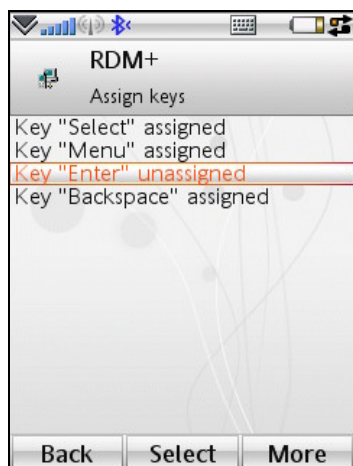 RDM+
Assign keys
Key "Select" assigned
Key "Menu" assigned
Key "Enter" unassigned
Key "Backspace" assigned
Back Select More